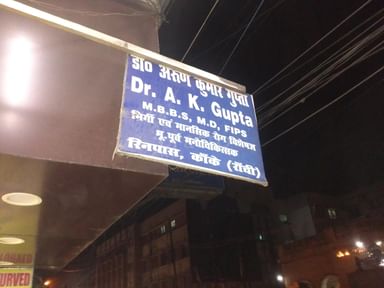 डा० अरुण कुमार गुप्ता
Dr. A. K. Gupta
M.B.B.S, M.D, FIPS
मिर्गी एवं मानसिक रोग विशेषज्ञ
भू.पूर्व मनोचिकित्सक
रिनपास, काँके (राँची)